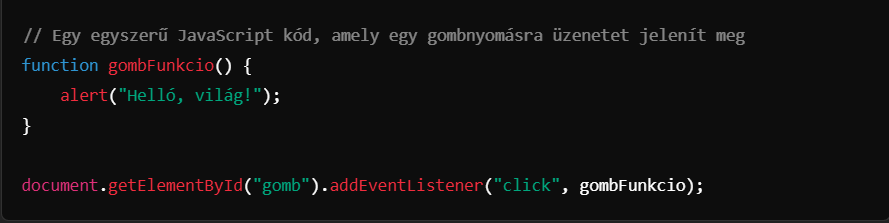 // Egy egyszerű JavaScript kód, amely egy gombnyomásra üzenetet jelenít meg
function gombFunkcio() {
    alert("Helló, világ!");
}
document.getElementById("gomb").addEventListener("click", gombFunkcio);